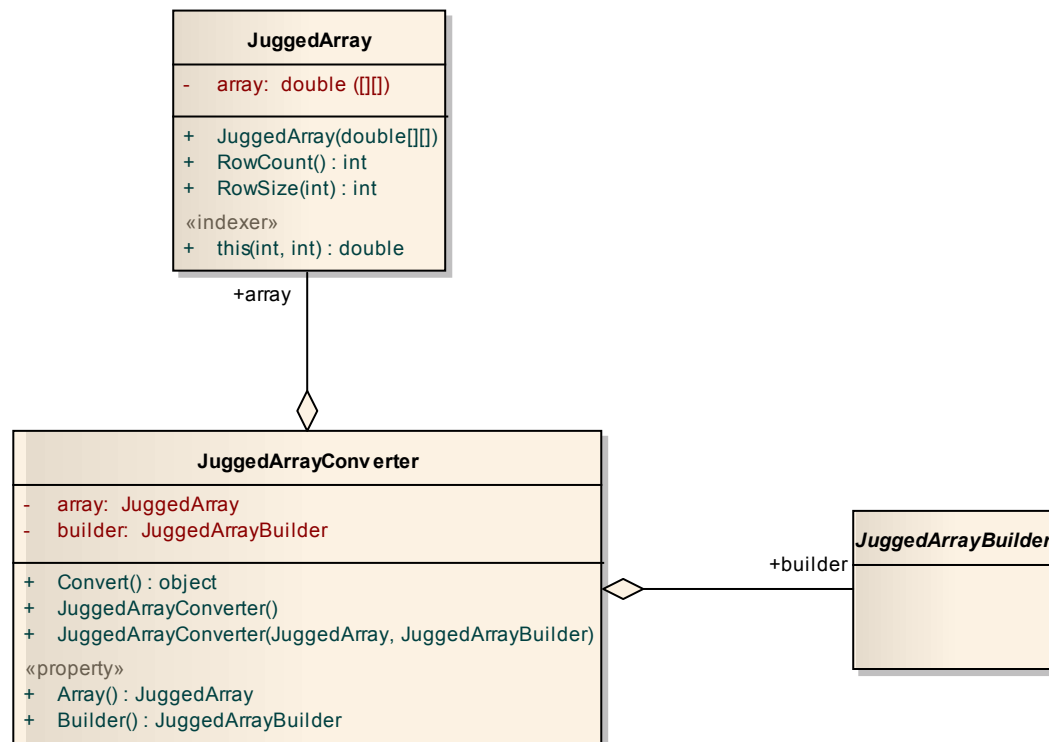 JuggedArray
- array: double ([][])
+ JuggedArray(double[][])
+ RowCount() : int
+ RowSize(int) : int
«indexer»
+ this(int, int) : double
+array
JuggedArrayConverter
- array: JuggedArray
- builder: JuggedArrayBuilder
+ Convert() : object
+ JuggedArrayConverter()
+ JuggedArrayConverter(JuggedArray, JuggedArrayBuilder)
«property»
+ Array() : JuggedArray
+ Builder() : JuggedArrayBuilder
+builder
JuggedArrayBuilder